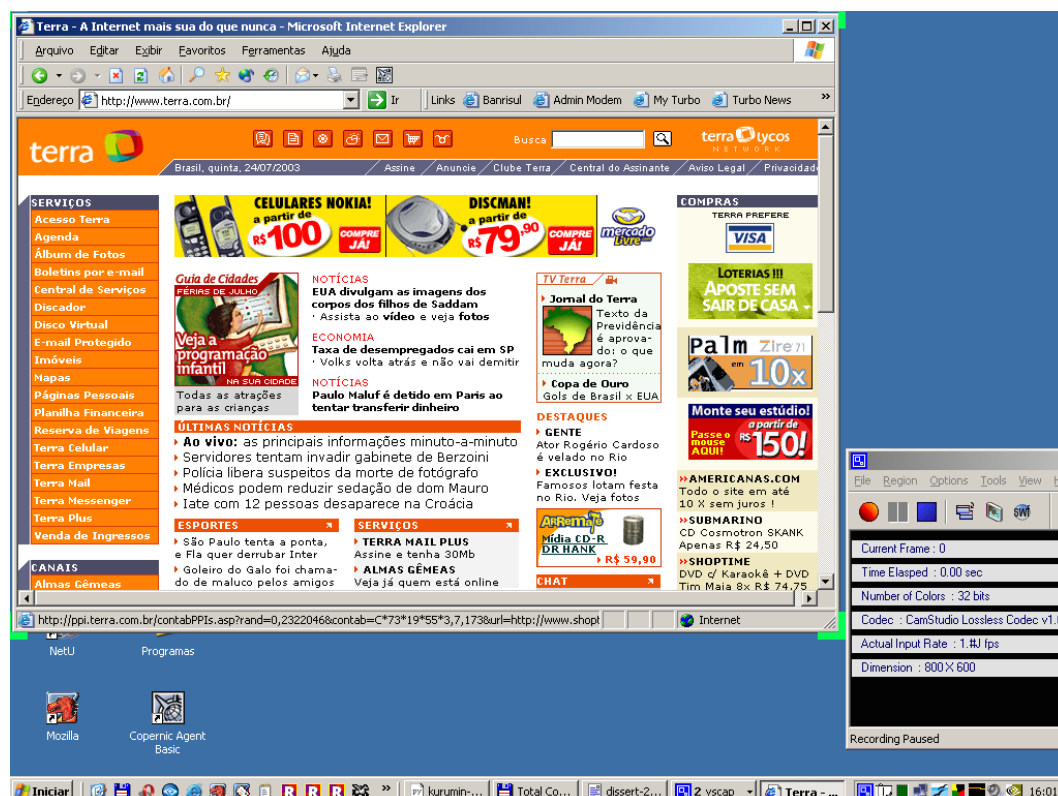 Terra - A Internet mais sua do que nunca - Microsoft Internet Explorer
Arquivo Editar Exibir Favoritos Ferramentas Ajuda
Endereço http://www.terra.com.br/ Ir Links Banrisul Admin Modem My Turbo Turbo News »
terra
Busca
terra lycos
NETWORK
Brasil, quinta, 24/07/2003 Assine Anuncie Clube Terra Central do Assinante Aviso Legal Privacidad
SERVIÇOS
Acesso Terra
Agenda
Álbum de Fotos
Boletins por e-mail
Central de Serviços
Discador
Disco Virtual
E-mail Protegido
Imóveis
Mapas
Páginas Pessoais
Planilha Financeira
Reserva de Viagens
Terra Celular
Terra Empresas
Terra Mail
Terra Messenger
Terra Plus
Venda de Ingressos
CANAIS
Almas Gêmeas
CELULARES NOKIA!
a partir de
R$100
COMPRE JÁ!
DISCMAN!
a partir de
R$79,90
COMPRE JÁ!
mercado
Livre.com
Guia de Cidades
FÉRIAS DE JULHO
Veja a
programação
infantil
NA SUA CIDADE
Todas as atrações
para as crianças
NOTÍCIAS
EUA divulgam as imagens dos
corpos dos filhos de Saddam
· Assista ao vídeo e veja fotos
ECONOMIA
Taxa de desempregados cai em SP
· Volks volta atrás e não vai demitir
NOTÍCIAS
Paulo Maluf é detido em Paris ao
tentar transferir dinheiro
ÚLTIMAS NOTÍCIAS
Ao vivo: as principais informações minuto-a-minuto
Servidores tentam invadir gabinete de Berzoini
Polícia libera suspeitos da morte de fotógrafo
Médicos podem reduzir sedação de dom Mauro
Iate com 12 pessoas desaparece na Croácia
ESPORTES
São Paulo tenta a ponta,
e Fla quer derrubar Inter
Goleiro do Galo foi chama-
do de maluco pelos amigos
SERVIÇOS
TERRA MAIL PLUS
Assine e tenha 30Mb
ALMAS GÊMEAS
Veja já quem está online
TV Terra
Jornal do Terra
Texto da
Previdência
é aprova-
do: o que
muda agora?
Copa de Ouro
Gols de Brasil x EUA
DESTAQUES
GENTE
Ator Rogério Cardoso
é velado no Rio
EXCLUSIVO!
Famosos lotam festa
no Rio. Veja fotos
ARREMATE
Mídia CD-R
DR HANK
R$ 59,90
CHAT
COMPRAS
TERRA PREFERE
VISA
LOTERIAS !!!
APOSTE SEM
SAIR DE CASA
Palm Zire 71
em 10x
Monte seu estúdio!
a partir de
Passe o
mouse
AQUI!
R$150!
»AMERICANAS.COM
Todo o site em até
10 X sem juros !
»SUBMARINO
CD Cosmotron SKANK
Apenas R$ 24,50
»SHOPTIME
DVD c/ Karaokê + DVD
Tim Maia 8x R$ 74,75
http://ppi.terra.com.br/contabPPIs.asp?rand=0,2322046&contab=C*73*19*55*3,7,173&url=http://www.shopt Internet
NetU
Programas
Mozilla
Copernic Agent
Basic
File Region Options Tools View
Current Frame : 0
Time Elasped : 0.00 sec
Number of Colors : 32 bits
Codec : CamStudio Lossless Codec v1.
Actual Input Rate : 1.#J fps
Dimension : 800 X 600
Recording Paused
Iniciar » kurumin-... Total Co... dissert-2... 2 vscap Terra - ... 16:01